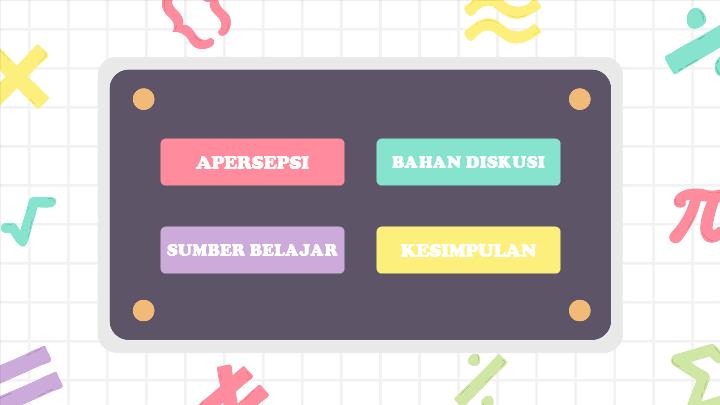 APERSEPSI
BAHAN DISKUSI
SUMBER BELAJAR
KESIMPULAN